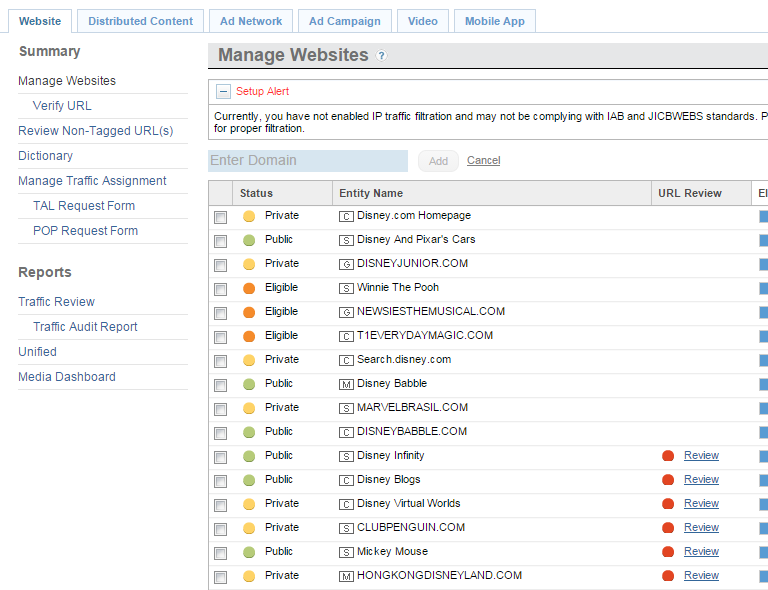 Website Distributed Content Ad Network Ad Campaign Video Mobile App
Summary
Manage Websites
Verify URL
Review Non-Tagged URL(s)
Dictionary
Manage Traffic Assignment
TAL Request Form
POP Request Form
Reports
Traffic Review
Traffic Audit Report
Unified
Media Dashboard
Manage Websites ?
Setup Alert
Currently, you have not enabled IP traffic filtration and may not be complying with IAB and JICBWEBS standards. P
for proper filtration.
Enter Domain Add Cancel
Status Entity Name URL Review El
Private C Disney.com Homepage
Public S Disney And Pixar's Cars
Private G DISNEYJUNIOR.COM
Eligible S Winnie The Pooh
Eligible G NEWSIESTHEMUSICAL.COM
Eligible C T1EVERYDAYMAGIC.COM
Private C Search.disney.com
Public M Disney Babble
Private S MARVELBRASIL.COM
Public C DISNEYBABBLE.COM
Public S Disney Infinity Review
Public C Disney Blogs Review
Private C Disney Virtual Worlds Review
Private S CLUBPENGUIN.COM Review
Public S Mickey Mouse Review
Private M HONGKONGDISNEYLAND.COM Review